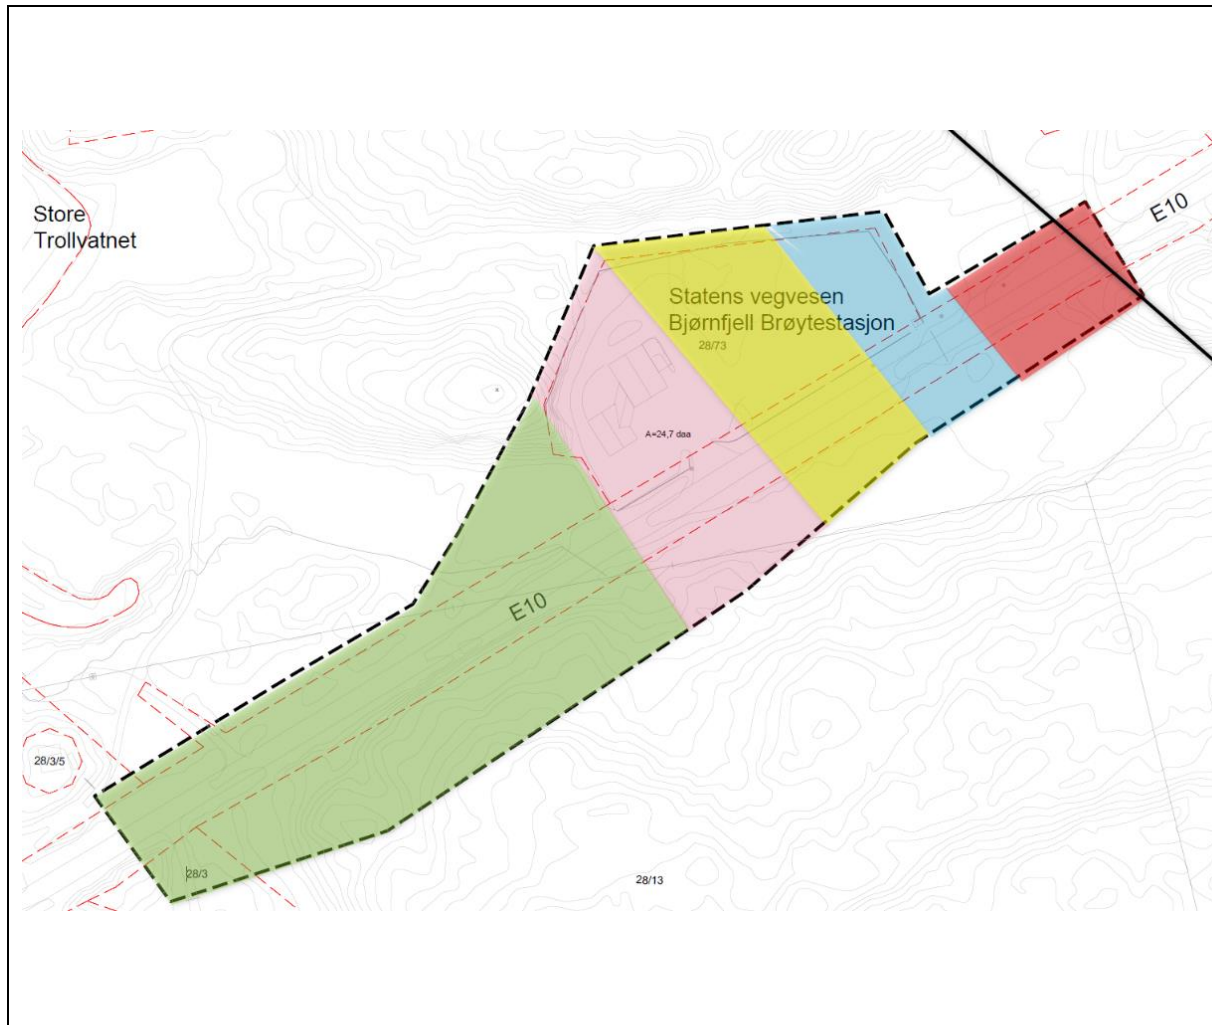 Store
Trollvatnet
E10
Statens vegvesen
Bjørnfjell Brøytestasjon
28/73
A=24,7 daa
E10
28/3/5
28/3
28/13